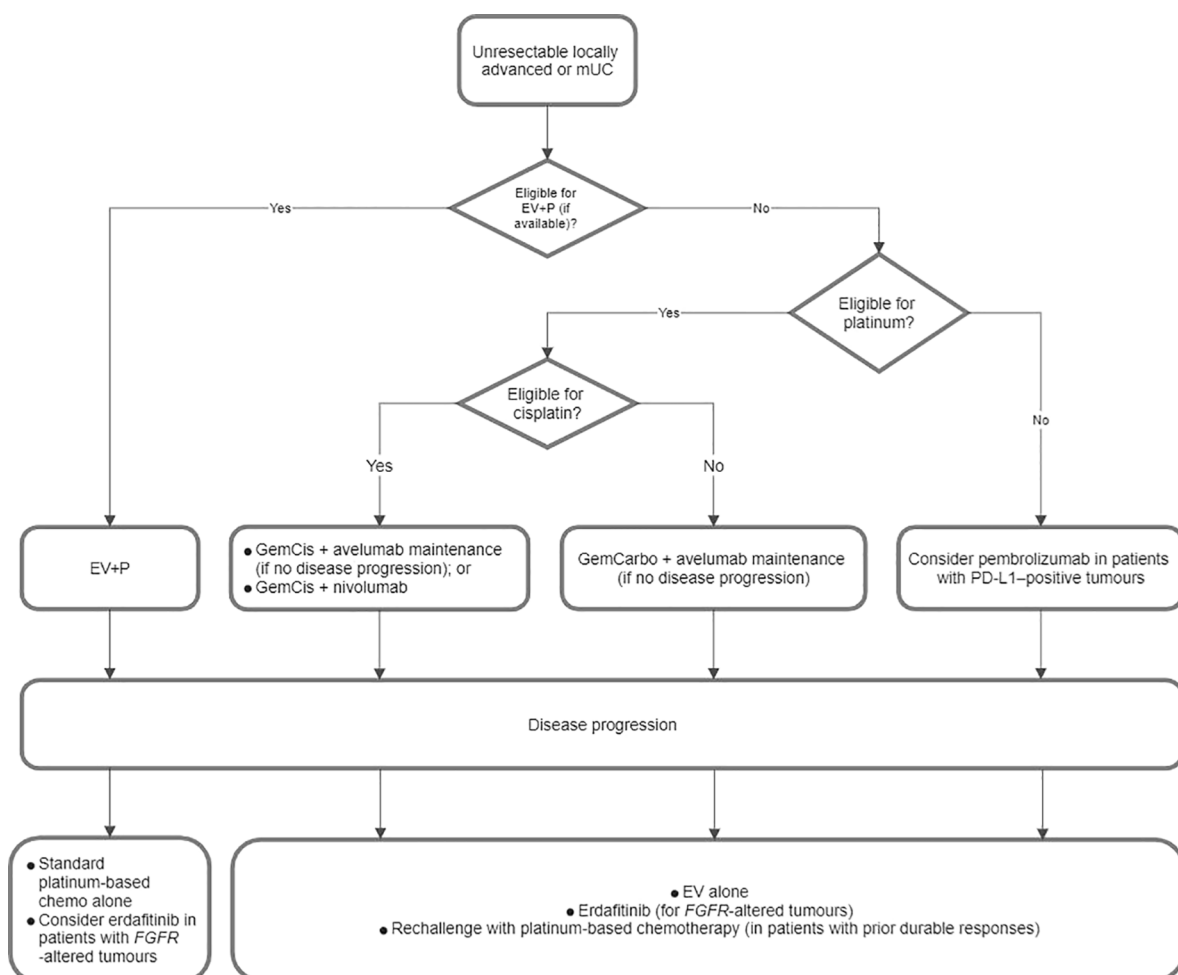 Unresectable locally
advanced or mUC
Eligible for
EV+P (if
available)?
Yes
No
Eligible for
platinum?
Yes
Eligible for
cisplatin?
No
Yes
No
EV+P
● GemCis + avelumab maintenance
(if no disease progression); or
● GemCis + nivolumab
GemCarbo + avelumab maintenance
(if no disease progression)
Consider pembrolizumab in patients
with PD-L1–positive tumours
Disease progression
● Standard
platinum-based
chemo alone
● Consider erdafitinib in
patients with FGFR
-altered tumours
● EV alone
● Erdafitinib (for FGFR-altered tumours)
● Rechallenge with platinum-based chemotherapy (in patients with prior durable responses)